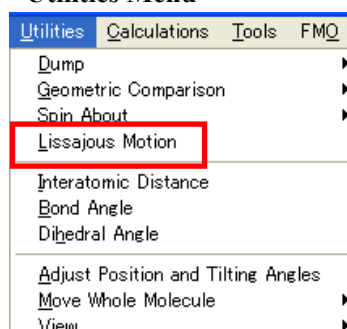 Utilities Menu
Utilities Calculations Tools FMO
Dump
Geometric Comparison
Spin About
Lissajous Motion
Interatomic Distance
Bond Angle
Dihedral Angle
Adjust Position and Tilting Angles
Move Whole Molecule
View